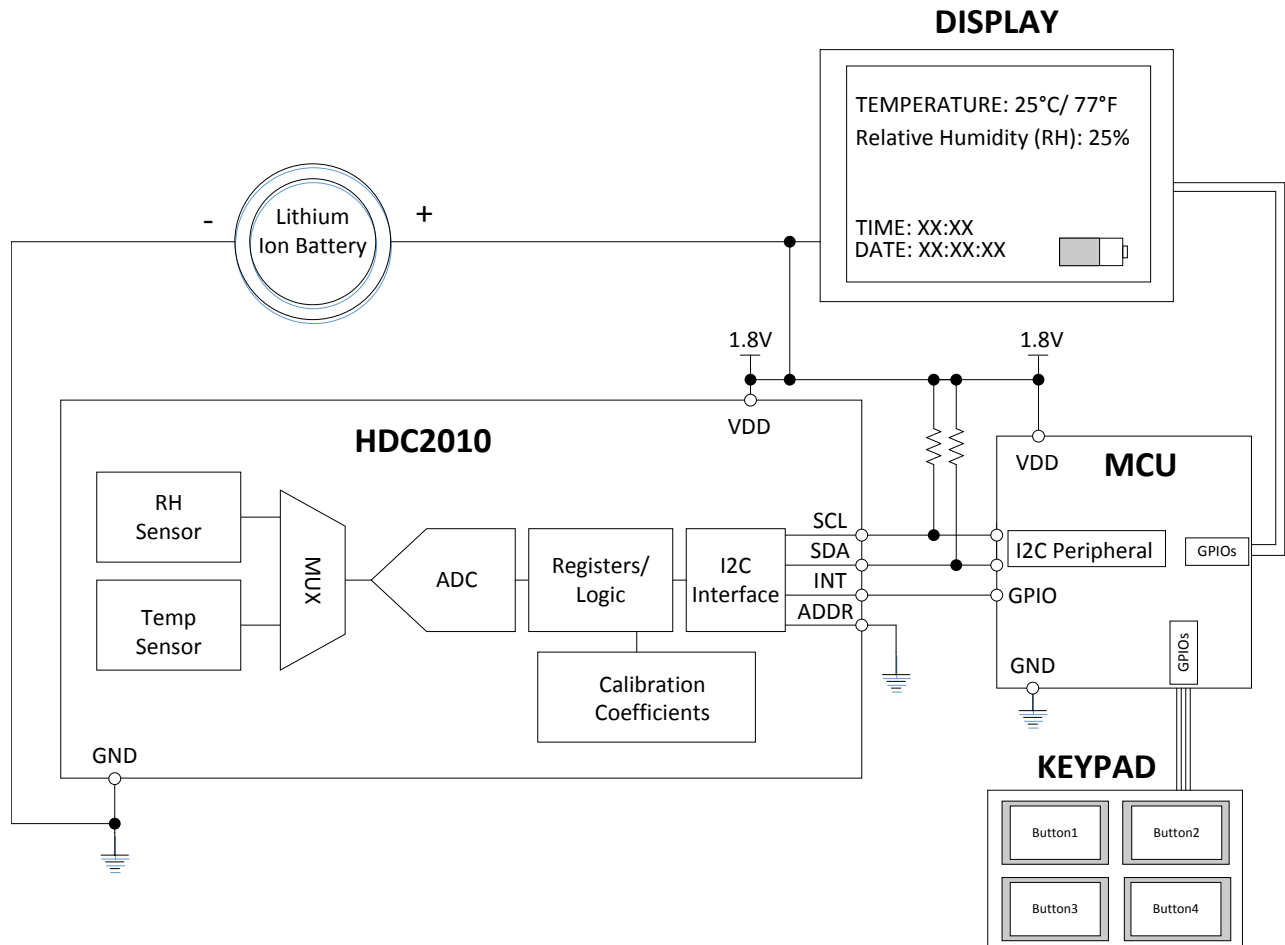 DISPLAY
TEMPERATURE: 25°C/ 77°F
Relative Humidity (RH): 25%
TIME: XX:XX
DATE: XX:XX:XX
-
Lithium
Ion Battery
+
1.8V
1.8V
VDD
HDC2010
RH
Sensor
Temp
Sensor
MUX
ADC
Registers/
Logic
I2C
Interface
Calibration
Coefficients
SCL
SDA
INT
ADDR
GND
VDD
MCU
I2C Peripheral
GPIOs
GPIO
GND
GPIOs
KEYPAD
Button1
Button2
Button3
Button4